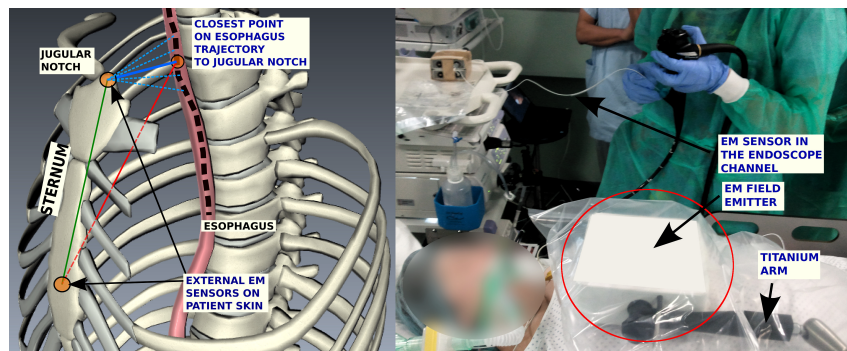 CLOSEST POINT
ON ESOPHAGUS
TRAJECTORY
TO JUGULAR NOTCH
JUGULAR
NOTCH
STERNUM
ESOPHAGUS
EXTERNAL EM
SENSORS ON
PATIENT SKIN
EM SENSOR IN
THE ENDOSCOPE
CHANNEL
EM FIELD
EMITTER
TITANIUM
ARM